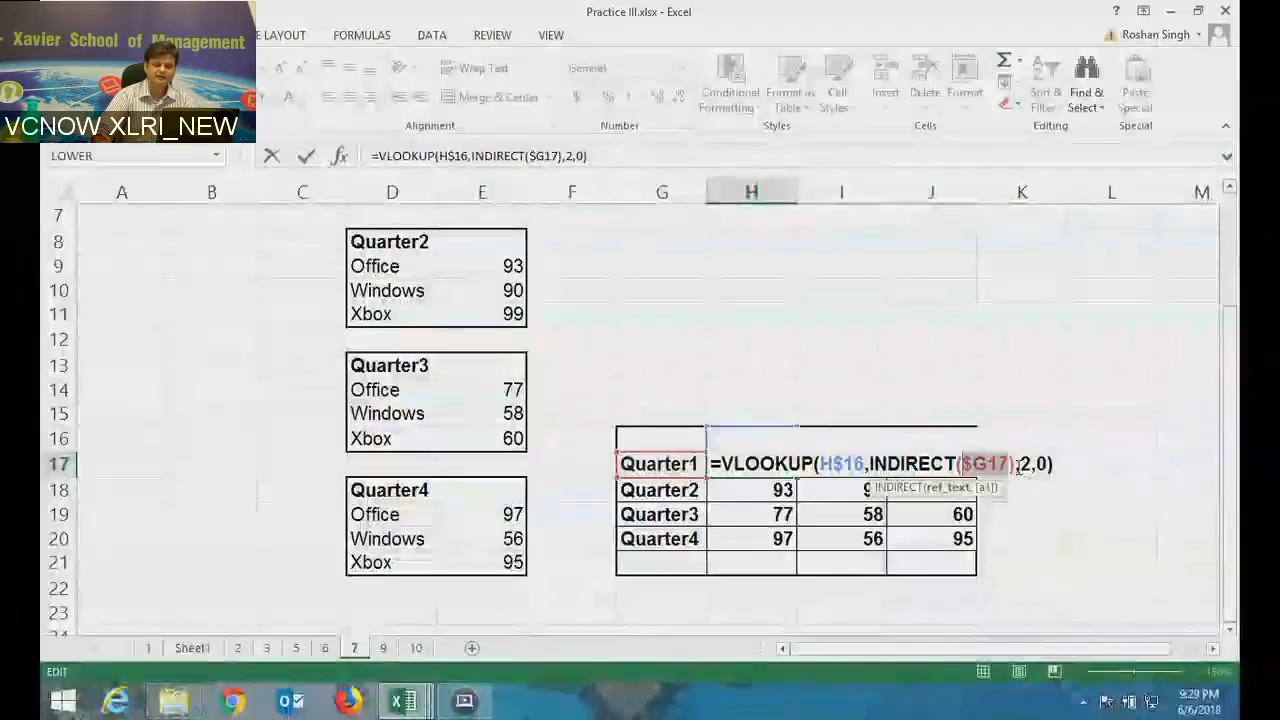 Practice III.xlsx - Excel
Xavier School of Management
VCNOW XLRI_NEW
E LAYOUT FORMULAS DATA REVIEW VIEW
Roshan Singh
Wrap Text General
Merge & Center
Conditional Formatting Format as Table Cell Styles Insert Delete Format Sort & Filter Find & Select Paste Special
Alignment Number Styles Cells Editing Special
LOWER =VLOOKUP(H$16,INDIRECT($G17),2,0)
A B C D E F G H I J K L M
7
8 Quarter2
9 Office 93
10 Windows 90
11 Xbox 99
12
13 Quarter3
14 Office 77
15 Windows 58
16 Xbox 60
17 Quarter1 =VLOOKUP(H$16,INDIRECT($G17),2,0)
INDIRECT(ref_text, [a1])
18 Quarter4 Quarter2 93 9
19 Office 97 Quarter3 77 58 60
20 Windows 56 Quarter4 97 56 95
21 Xbox 95
22
23
24
1 Sheet1 2 3 5 6 7 9 10
EDIT
9:29 PM
6/6/2018